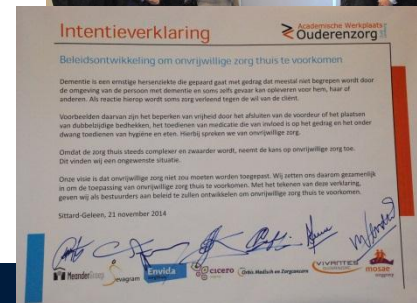 Intentieverklaring
Academische Werkplaats
Ouderenzorg
Beleidsontwikkeling om onvrijwillige zorg thuis te voorkomen
Dementie is een ernstige hersenziekte die gepaard gaat met gedrag dat meestal niet begrepen wordt door
de omgeving van de persoon met dementie en soms zelfs gevaar kan opleveren voor hem, haar of
anderen. Als reactie hierop wordt soms zorg verleend tegen de wil van de cliënt.
Voorbeelden daarvan zijn het beperken van vrijheid door het afsluiten van de voordeur of het plaatsen
van dubbelzijdige bedhekken, het toedienen van medicatie die van invloed is op het gedrag en het onder
dwang toedienen van hygiëne en eten. Hierbij spreken we van onvrijwillige zorg.
Omdat de zorg thuis steeds complexer en zwaarder wordt, neemt de kans op onvrijwillige zorg toe.
Dit vinden wij een ongewenste situatie.
Onze visie is dat onvrijwillige zorg niet zou moeten worden toegepast. Wij zetten ons daarom gezamenlijk
in om de toepassing van onvrijwillige zorg thuis te voorkomen. Met het tekenen van deze verklaring,
geven wij als bestuurders aan beleid te zullen ontwikkelen om onvrijwillige zorg thuis te voorkomen.
Sittard-Geleen, 21 november 2014
MeanderGroep
sevagram
Envida
cicero
Orbis Medisch en Zorgconcern
VIVANTES
mosae
zorggroep